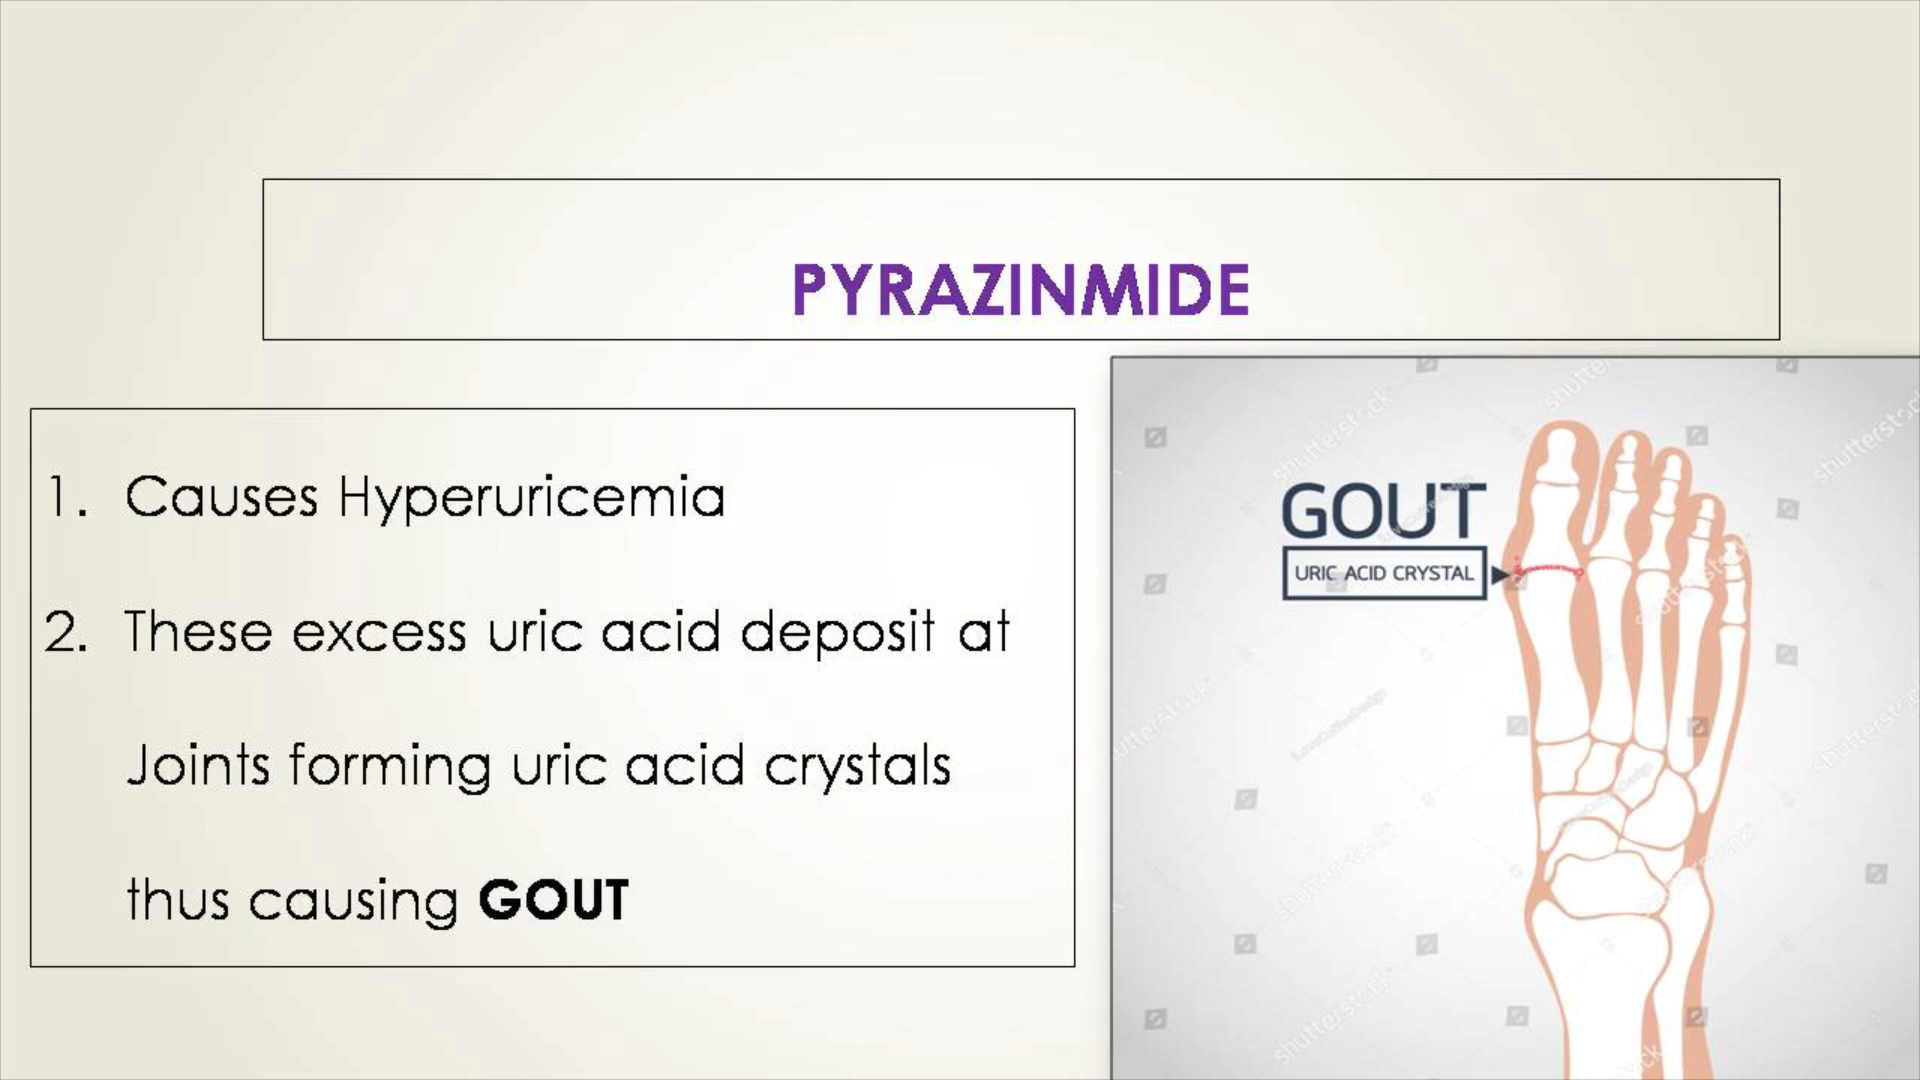 PYRAZINMIDE
1. Causes Hyperuricemia
2. These excess uric acid deposit at
Joints forming uric acid crystals
thus causing GOUT
GOUT
URIC ACID CRYSTAL
shutterstock